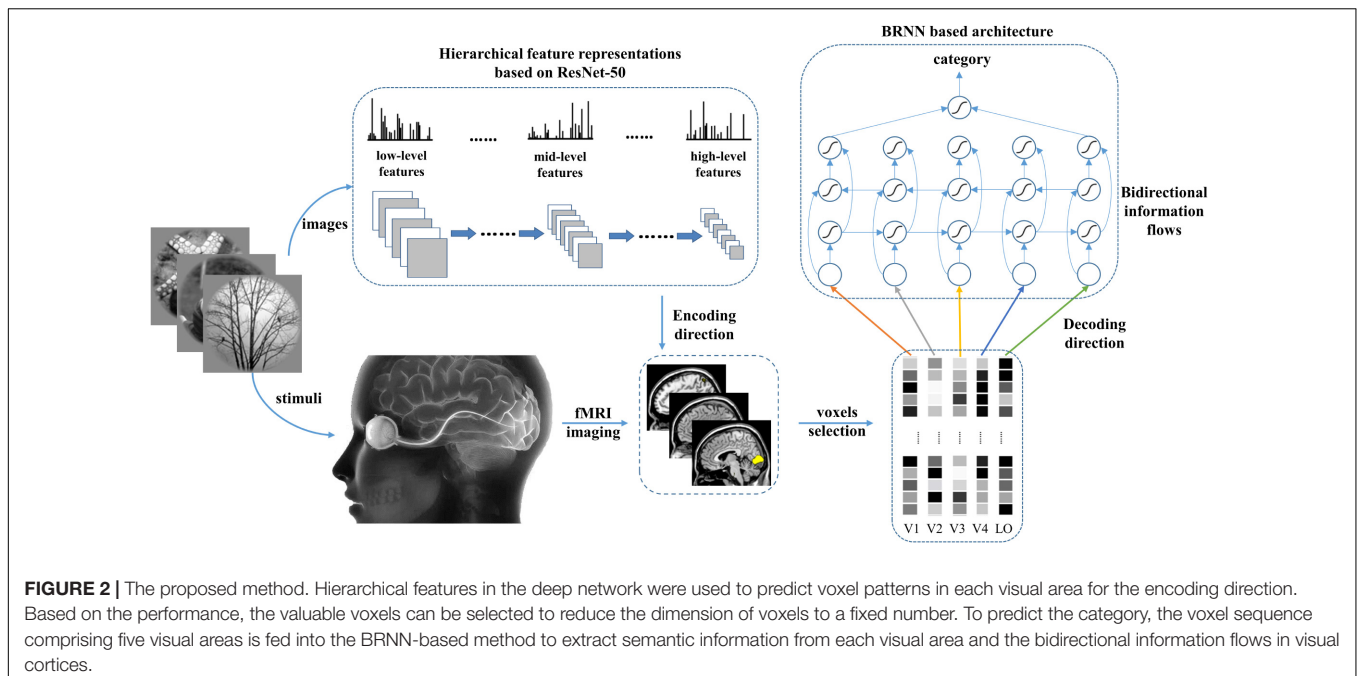 Hierarchical feature representations
based on ResNet-50
low-level
features
......
mid-level
features
......
high-level
features
images
......
......
stimuli
Encoding
direction
fMRI
imaging
voxels
selection
BRNN based architecture
category
Bidirectional
information
flows
Decoding
direction
V1 V2 V3 V4 LO
FIGURE 2 | The proposed method. Hierarchical features in the deep network were used to predict voxel patterns in each visual area for the encoding direction.
Based on the performance, the valuable voxels can be selected to reduce the dimension of voxels to a fixed number. To predict the category, the voxel sequence
comprising five visual areas is fed into the BRNN-based method to extract semantic information from each visual area and the bidirectional information flows in visual
cortices.